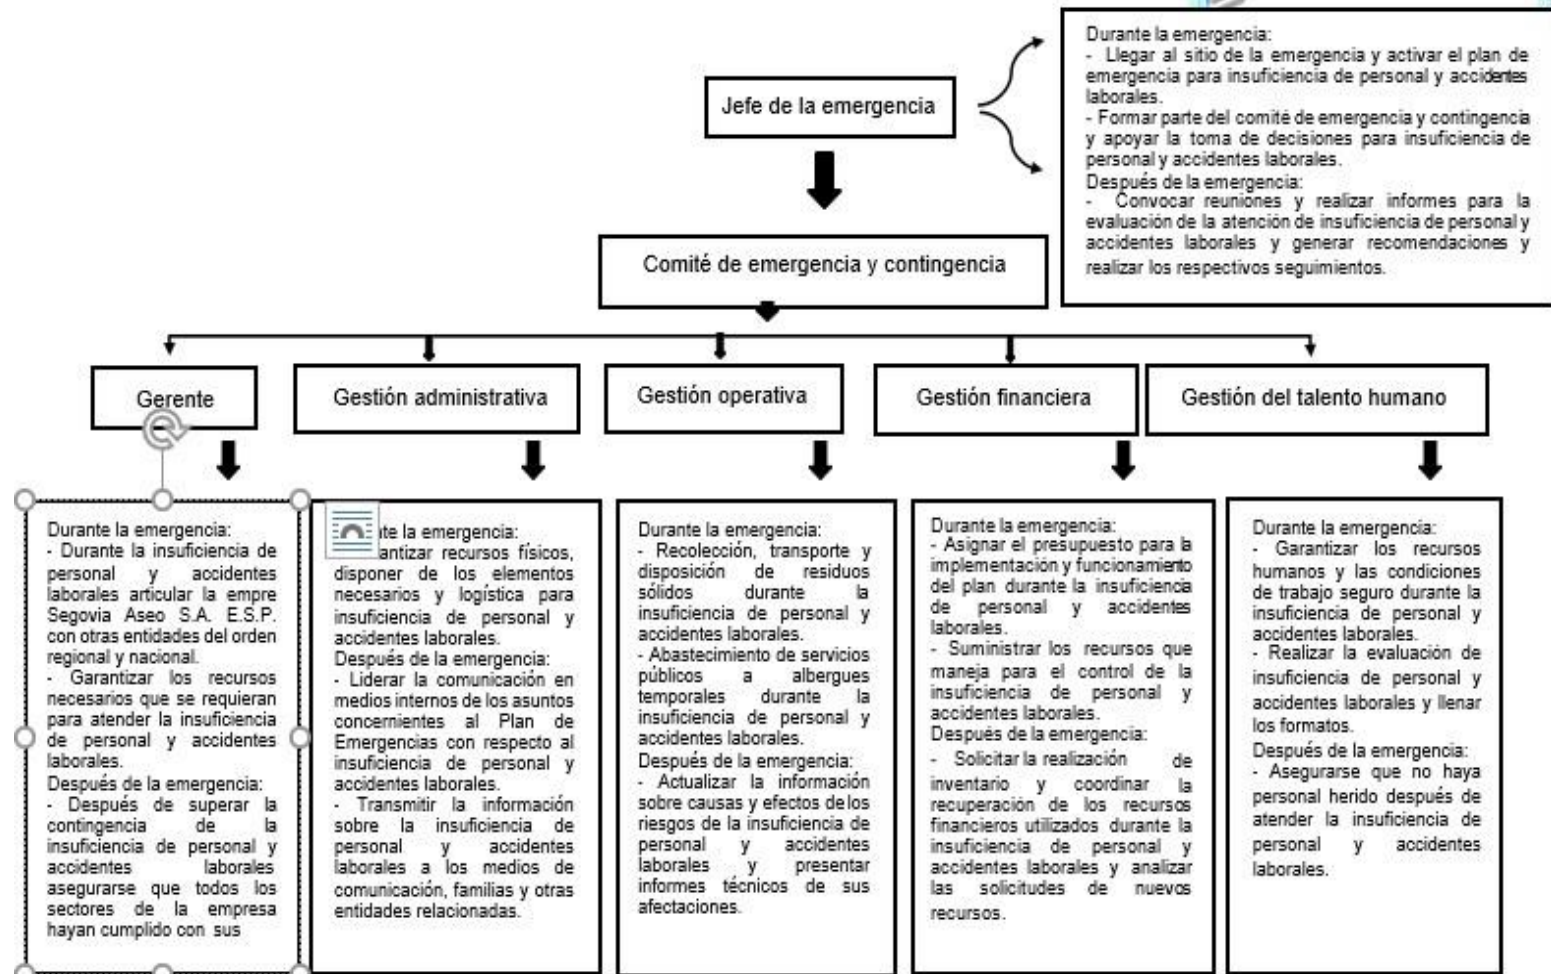 Jefe de la emergencia
Durante la emergencia:
- Llegar al sitio de la emergencia y activar el plan de
emergencia para insuficiencia de personal y accidentes
laborales.
- Formar parte del comité de emergencia y contingencia
y apoyar la toma de decisiones para insuficiencia de
personal y accidentes laborales.
Después de la emergencia:
- Convocar reuniones y realizar informes para la
evaluación de la atención de insuficiencia de personal y
accidentes laborales y generar recomendaciones y
realizar los respectivos seguimientos.
Comité de emergencia y contingencia
Gerente
Gestión administrativa
Gestión operativa
Gestión financiera
Gestión del talento humano
Durante la emergencia:
- Durante la insuficiencia de
personal y accidentes
laborales articular la empre
Segovia Aseo S.A. E.S.P.
con otras entidades del orden
regional y nacional.
- Garantizar los recursos
necesarios que se requieran
para atender la insuficiencia
de personal y accidentes
laborales.
Después de la emergencia:
- Después de superar la
contingencia de la
insuficiencia de personal y
accidentes laborales
asegurarse que todos los
sectores de la empresa
hayan cumplido con sus
nte la emergencia:
antizar recursos físicos,
disponer de los elementos
necesarios y logística para
insuficiencia de personal y
accidentes laborales.
Después de la emergencia:
- Liderar la comunicación en
medios internos de los asuntos
concernientes al Plan de
Emergencias con respecto al
insuficiencia de personal y
accidentes laborales.
- Transmitir la información
sobre la insuficiencia de
personal y accidentes
laborales a los medios de
comunicación, familias y otras
entidades relacionadas.
Durante la emergencia:
- Recolección, transporte y
disposición de residuos
sólidos durante la
insuficiencia de personal y
accidentes laborales.
- Abastecimiento de servicios
públicos a albergues
temporales durante la
insuficiencia de personal y
accidentes laborales.
Después de la emergencia:
- Actualizar la información
sobre causas y efectos de los
riesgos de la insuficiencia de
personal y accidentes
laborales y presentar
informes técnicos de sus
afectaciones.
Durante la emergencia:
- Asignar el presupuesto para la
implementación y funcionamiento
del plan durante la insuficiencia
de personal y accidentes
laborales.
- Suministrar los recursos que
maneja para el control de la
insuficiencia de personal y
accidentes laborales.
Después de la emergencia:
- Solicitar la realización de
inventario y coordinar la
recuperación de los recursos
financieros utilizados durante la
insuficiencia de personal y
accidentes laborales y analizar
las solicitudes de nuevos
recursos.
Durante la emergencia:
- Garantizar los recursos
humanos y las condiciones
de trabajo seguro durante la
insuficiencia de personal y
accidentes laborales.
- Realizar la evaluación de
insuficiencia de personal y
accidentes laborales y llenar
los formatos.
Después de la emergencia:
- Asegurarse que no haya
personal herido después de
atender la insuficiencia de
personal y accidentes
laborales.